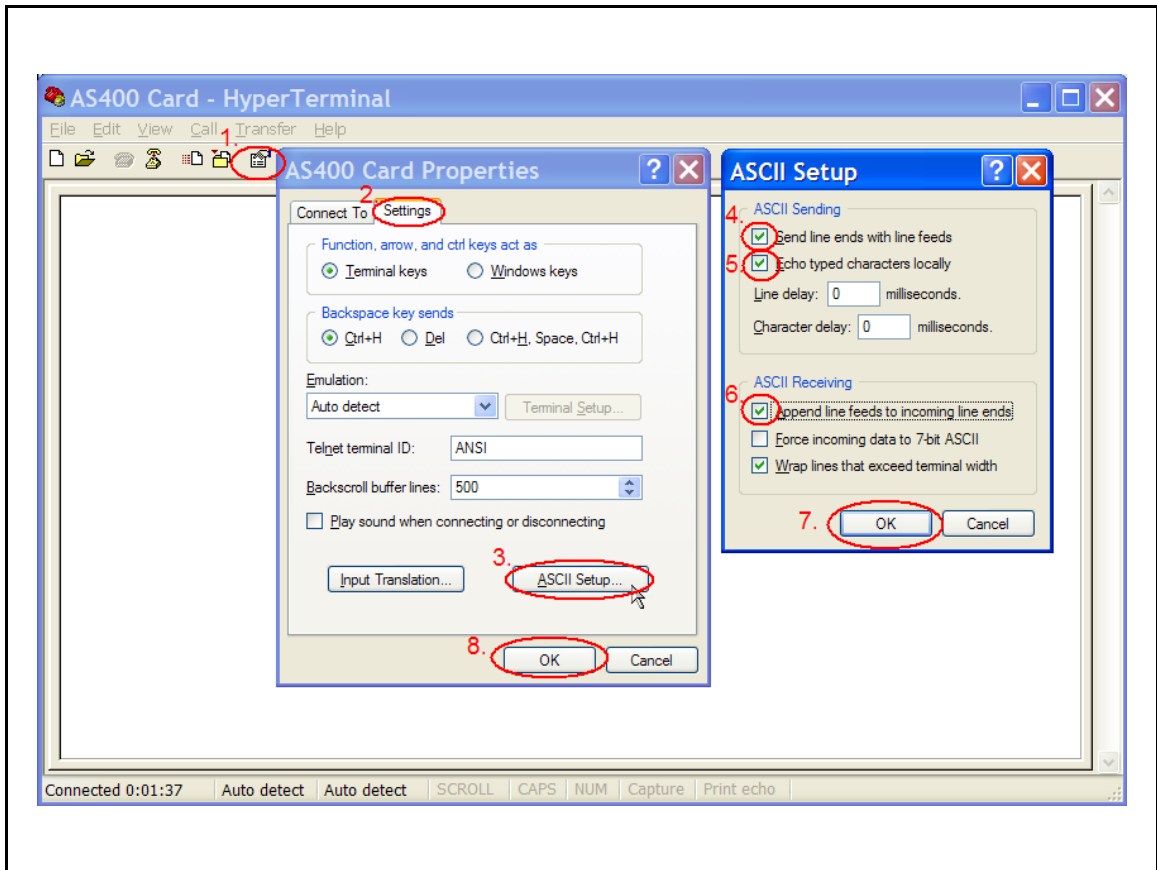 AS400 Card - HyperTerminal
File Edit View Call Transfer Help
1.
AS400 Card Properties
2.
Connect To Settings
Function, arrow, and ctrl keys act as
Terminal keys Windows keys
Backspace key sends
Ctrl+H Del Ctrl+H, Space, Ctrl+H
Emulation:
Auto detect Terminal Setup...
Telnet terminal ID: ANSI
Backscroll buffer lines: 500
Play sound when connecting or disconnecting
3.
Input Translation... ASCII Setup...
8.
OK Cancel
ASCII Setup
ASCII Sending
4. Send line ends with line feeds
5. Echo typed characters locally
Line delay: 0 milliseconds.
Character delay: 0 milliseconds.
ASCII Receiving
6. Append line feeds to incoming line ends
Force incoming data to 7-bit ASCII
Wrap lines that exceed terminal width
7. OK Cancel
Connected 0:01:37 Auto detect Auto detect SCROLL CAPS NUM Capture Print echo